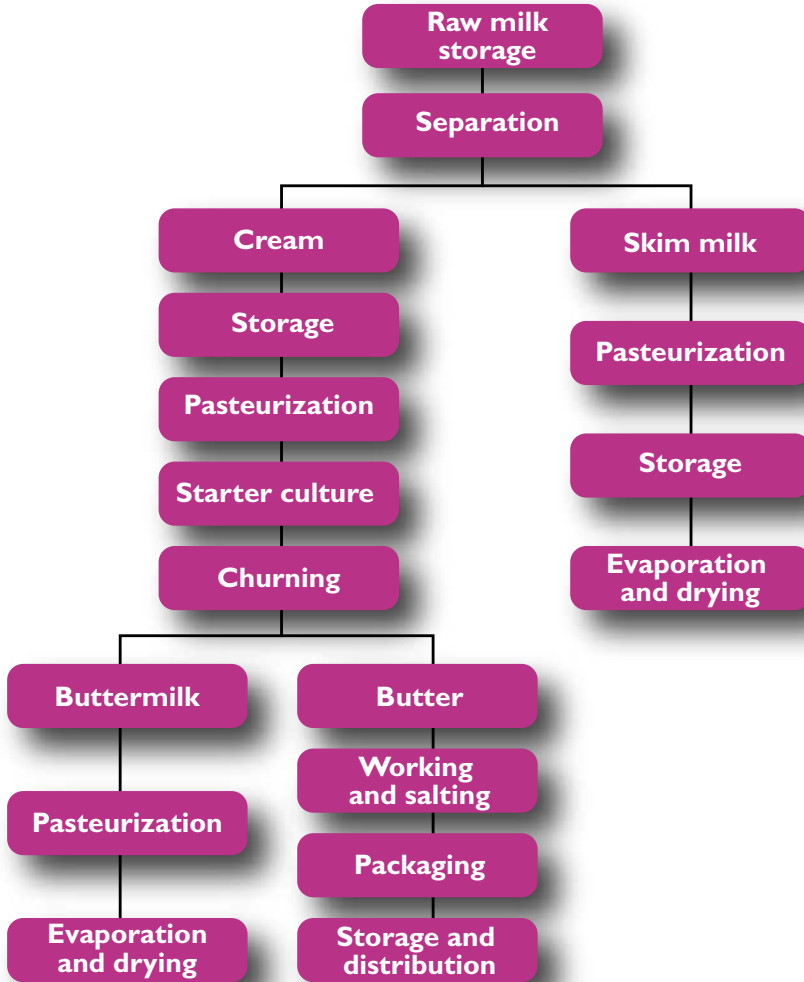 Raw milk
storage
Separation
Cream
Skim milk
Storage
Pasteurization
Pasteurization
Storage
Starter culture
Churning
Evaporation
and drying
Buttermilk
Butter
Working
and salting
Pasteurization
Packaging
Evaporation
and drying
Storage and
distribution